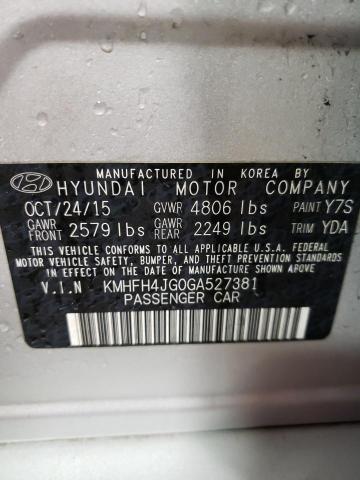 MANUFACTURED IN KOREA BY
HYUNDAI MOTOR COMPANY
OCT/24/15 GVWR 4806 lbs PAINT Y7S
GAWR FRONT 2579 lbs GAWR REAR 2249 lbs TRIM YDA
THIS VEHICLE CONFORMS TO ALL APPLICABLE U.S.A. FEDERAL
MOTOR VEHICLE SAFETY, BUMPER, AND THEFT PREVENTION
STANDARDS IN EFFECT ON THE DATE OF MANUFACTURE SHOWN ABOVE.
V.I.N KMHFH4JG0GA527381
PASSENGER CAR